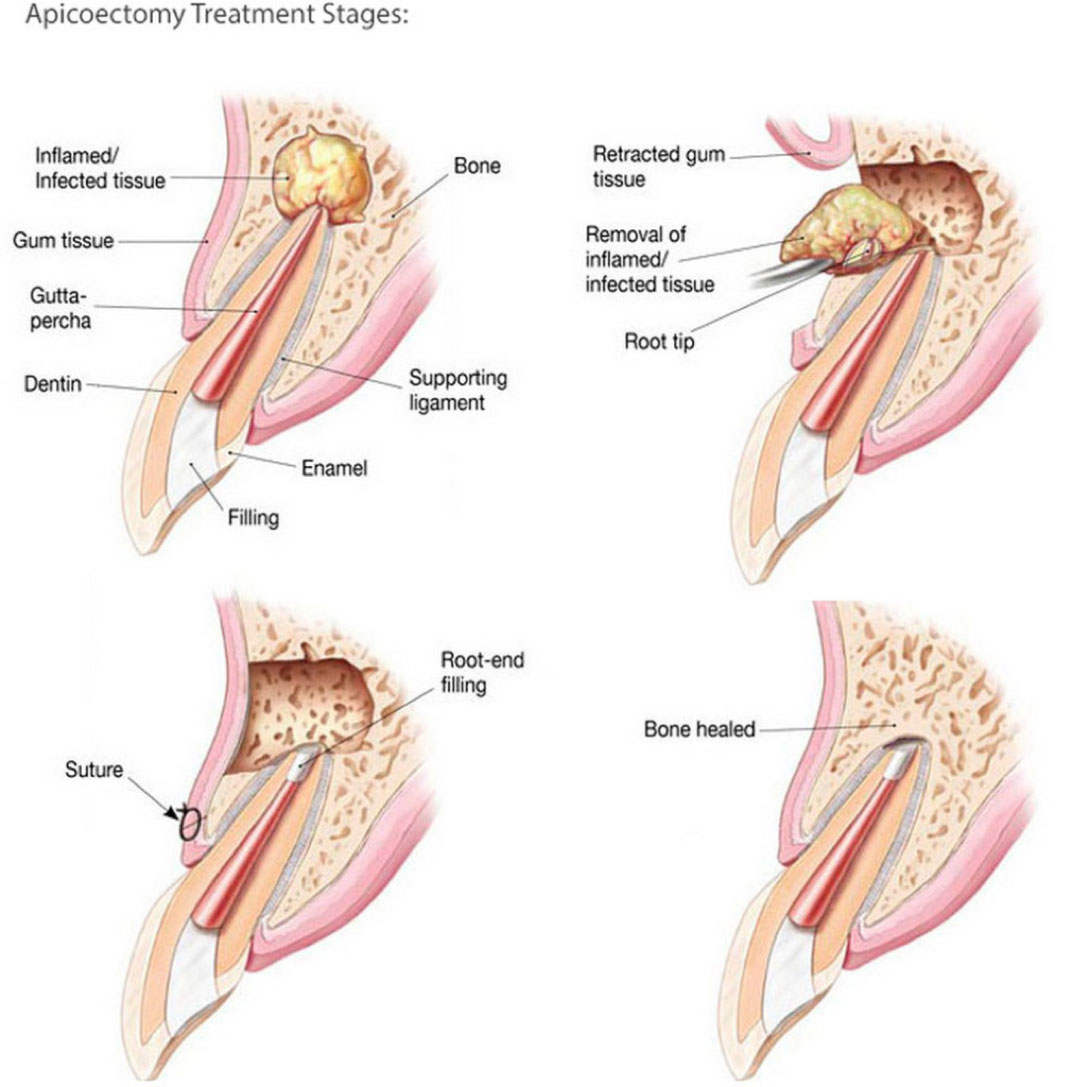 Apicoectomy Treatment Stages:
Inflamed/
Infected tissue
Bone
Gum tissue
Gutta-
percha
Dentin
Supporting
ligament
Enamel
Filling
Retracted gum
tissue
Removal of
inflamed/
infected tissue
Root tip
Root-end
filling
Suture
Bone healed